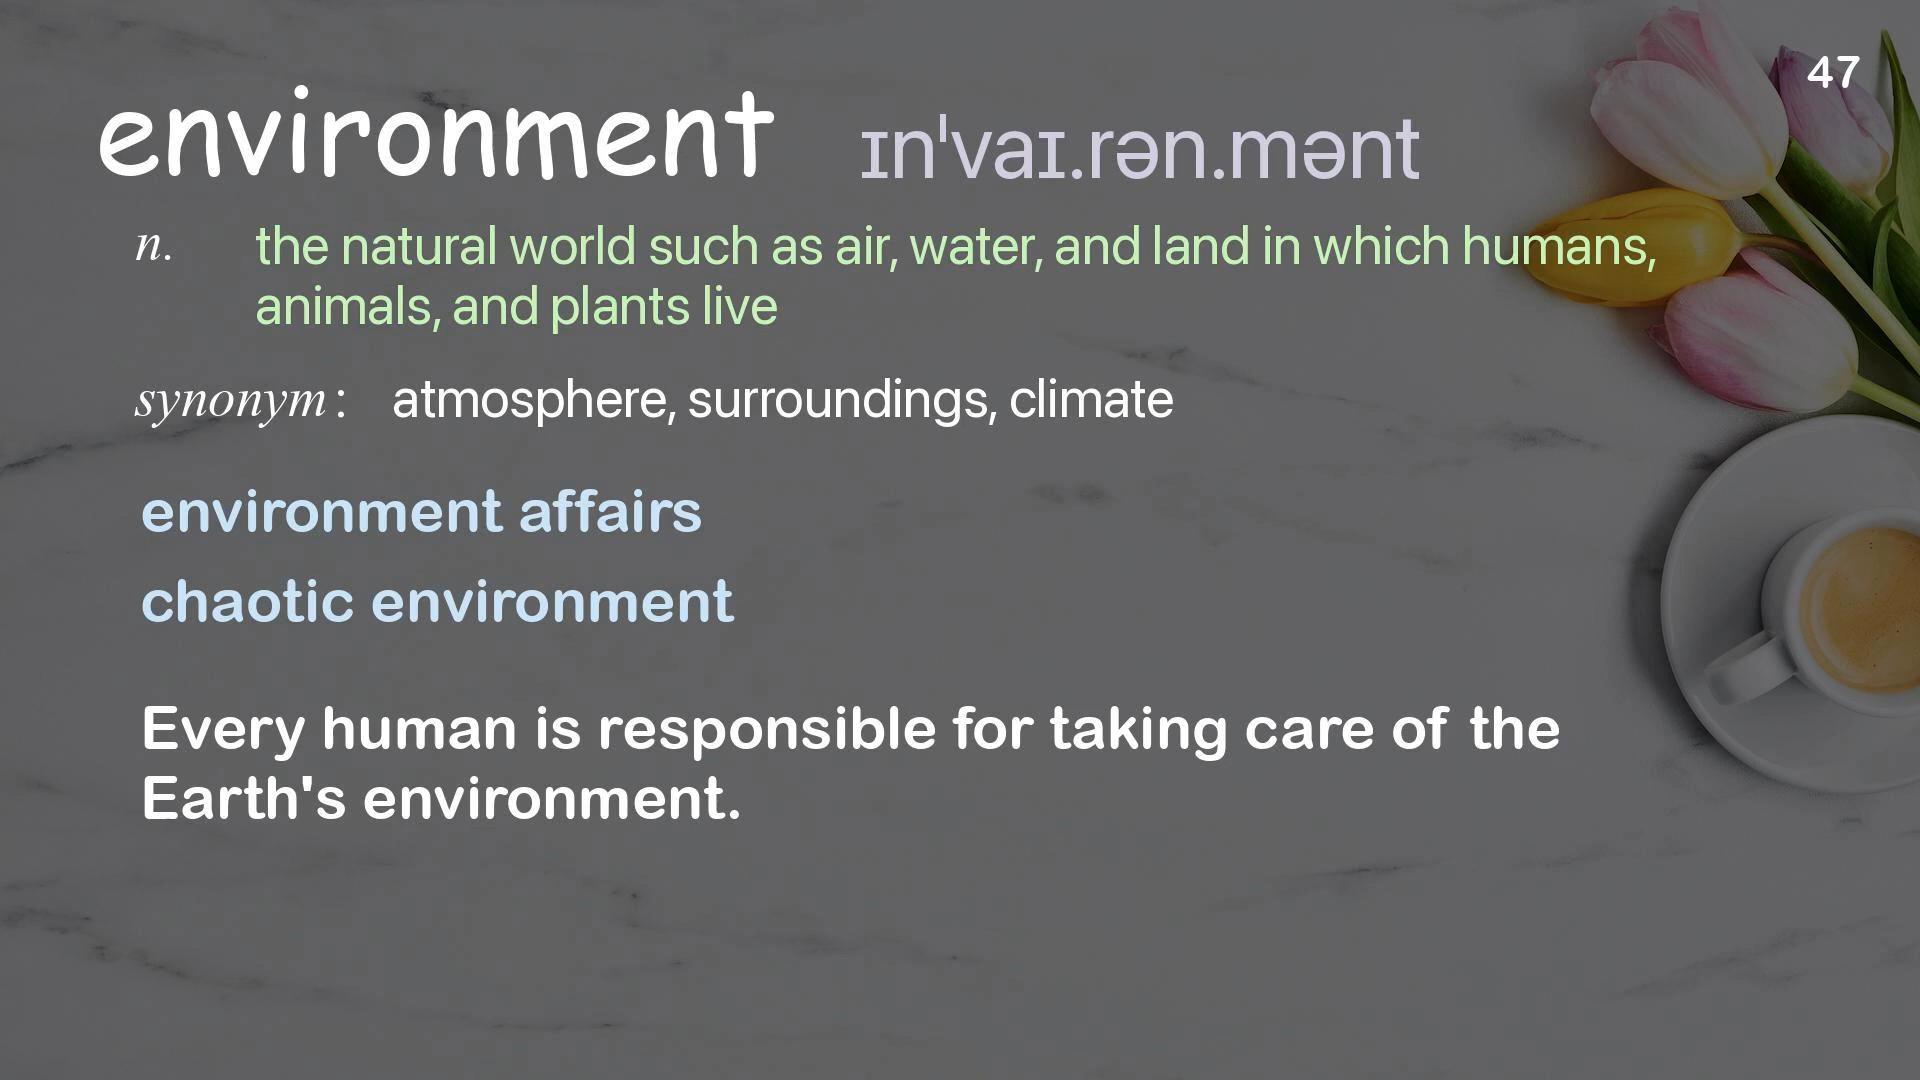 47
environment ɪnˈvaɪ.rən.mənt
n. the natural world such as air, water, and land in which humans,
animals, and plants live
synonym : atmosphere, surroundings, climate
environment affairs
chaotic environment
Every human is responsible for taking care of the
Earth's environment.